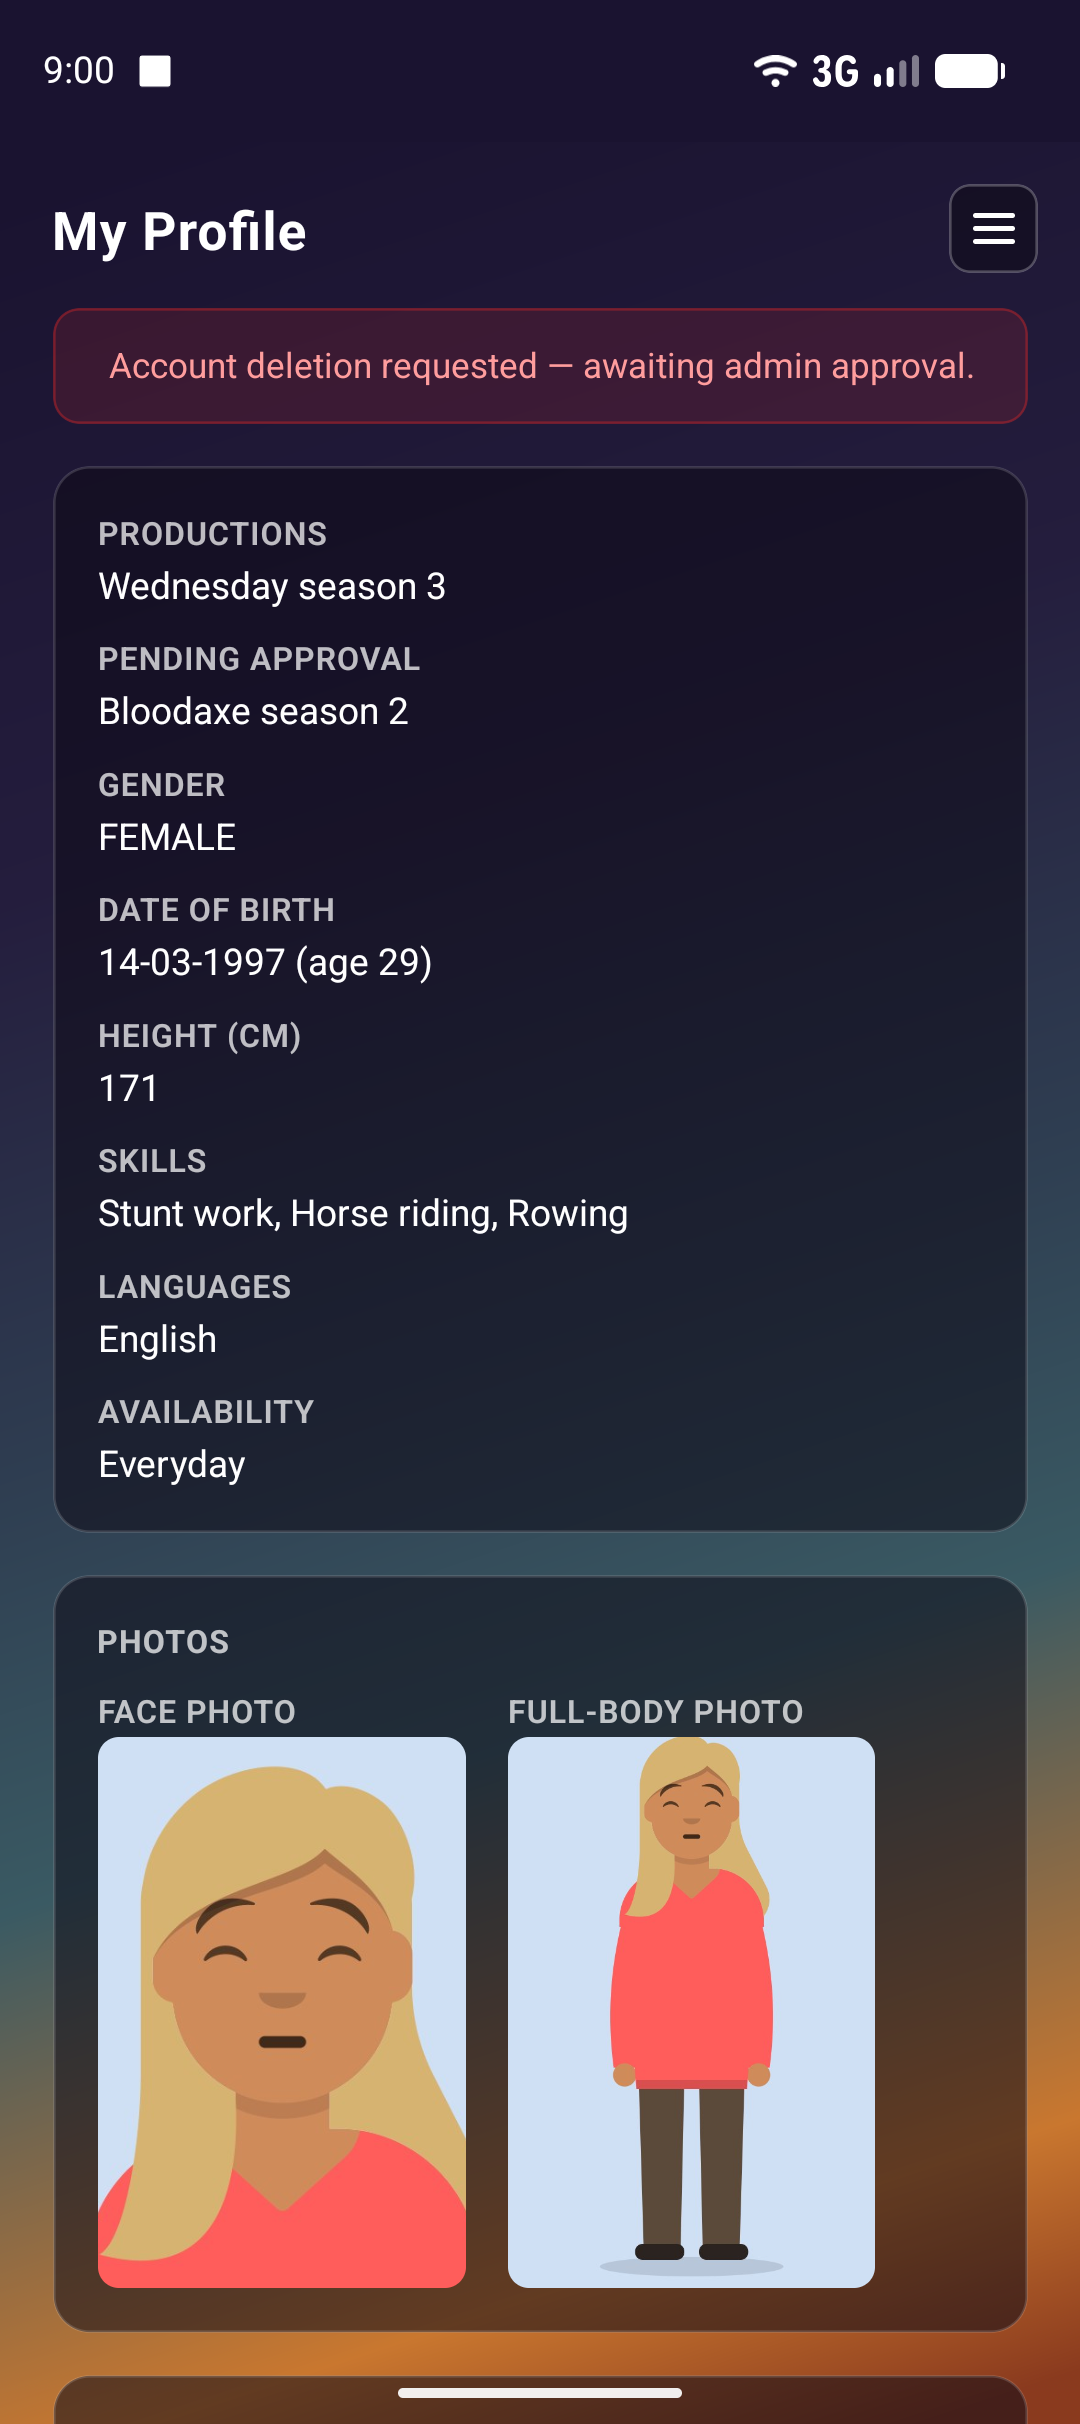 9:00
3G
My Profile
Account deletion requested — awaiting admin approval.
PRODUCTIONS
Wednesday season 3
PENDING APPROVAL
Bloodaxe season 2
GENDER
FEMALE
DATE OF BIRTH
14-03-1997 (age 29)
HEIGHT (CM)
171
SKILLS
Stunt work, Horse riding, Rowing
LANGUAGES
English
AVAILABILITY
Everyday
PHOTOS
FACE PHOTO
FULL-BODY PHOTO